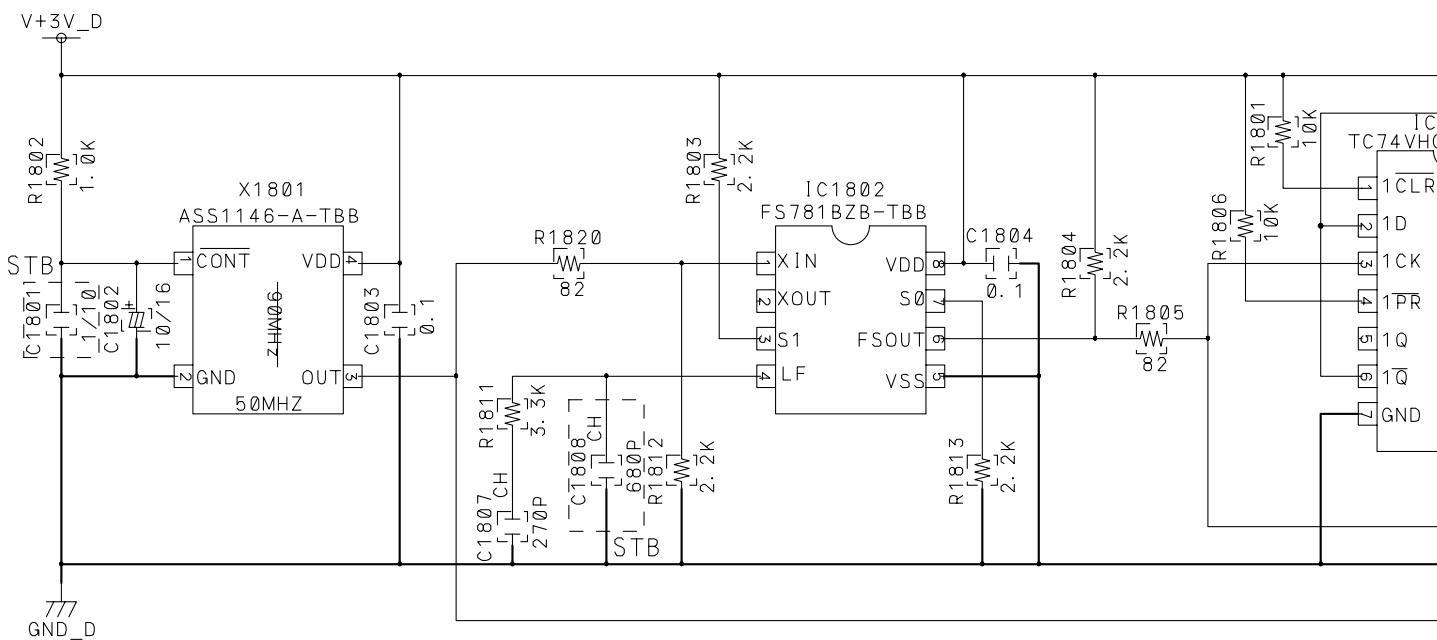 V+3V_D
R1802
1.0K
X1801
ASS1146-A-TBB
1
CONT
VDD
4
90MHz
2
GND
OUT
3
50MHZ
STB
C1801
1/10
C1802
+
10/16
C1803
0.1
GND_D
R1820
82
R1803
2.2K
R1811
3.3K
CH
C1807
270P
CH
C1808
680P
STB
R1812
2.2K
IC1802
FS781BZB-TBB
1
XIN
VDD
8
2
XOUT
S0
7
3
S1
FSOUT
6
4
LF
VSS
5
C1804
0.1
R1804
2.2K
R1805
82
R1813
2.2K
R1806
10K
R1801
10K
IC
TC74VHC
1
1CLR
2
1D
3
1CK
4
1PR
5
1Q
6
1Q
7
GND